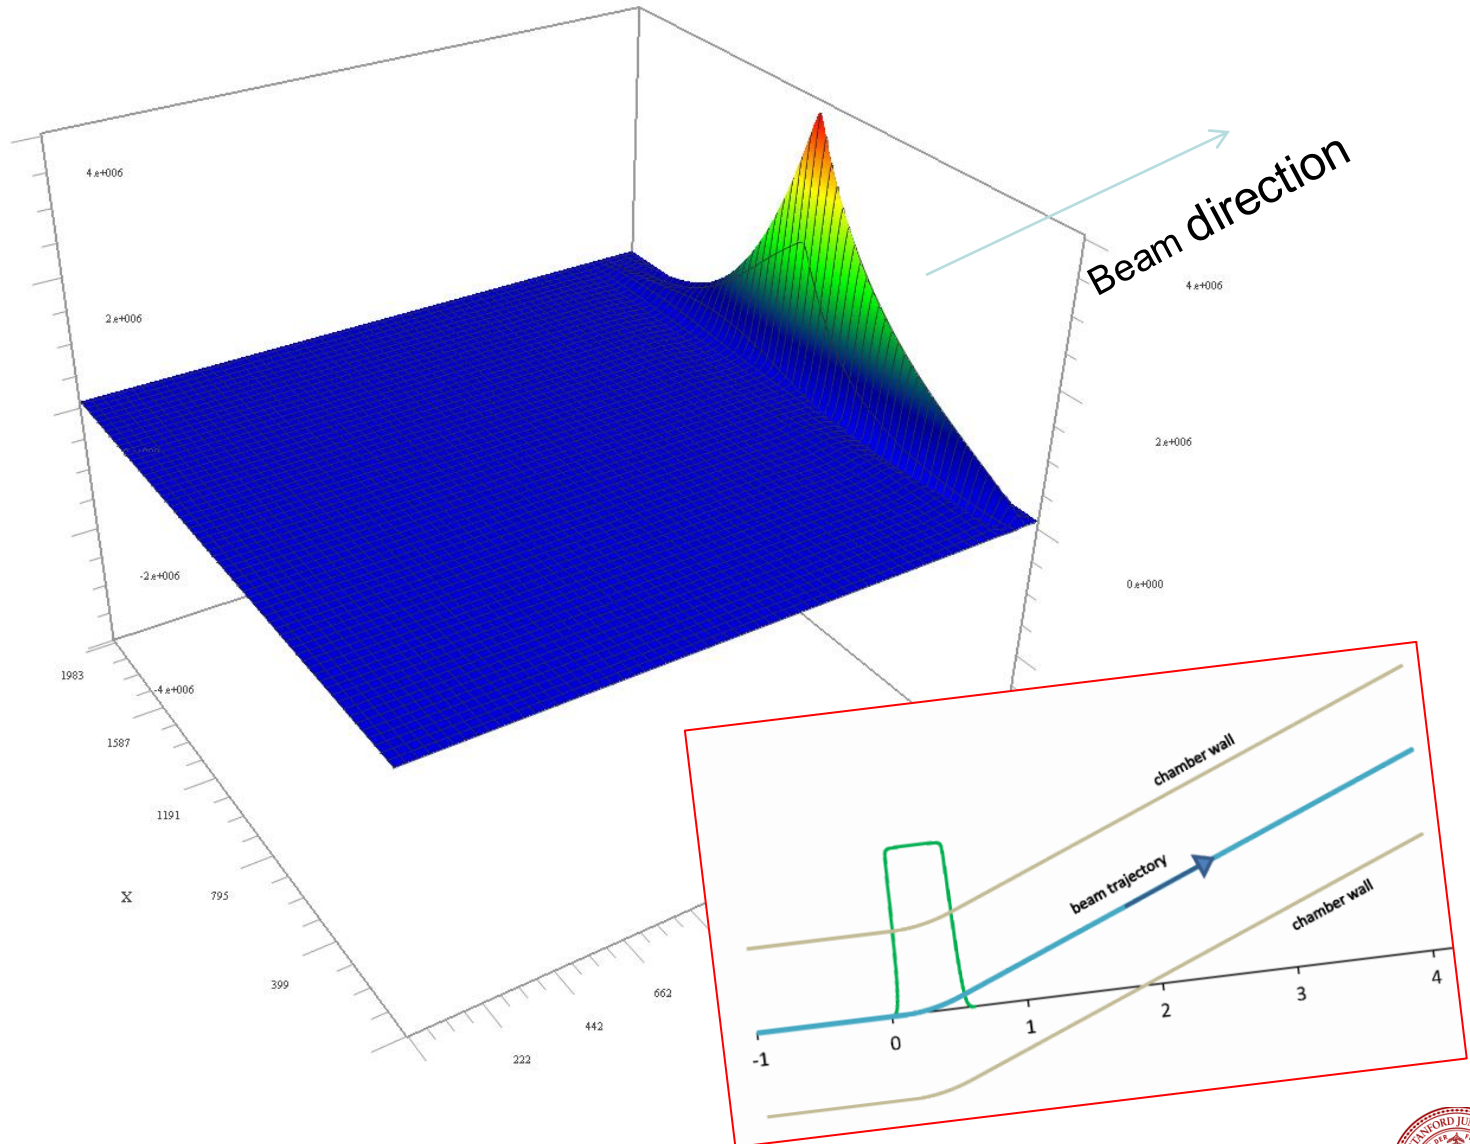 Beam direction
4.e+006
2.e+006
-2.e+006
-4.e+006
4.e+006
2.e+006
0.e+000
1983
1587
1191
795
399
X
222
442
662
chamber wall
beam trajectory
chamber wall
-1
0
1
2
3
4